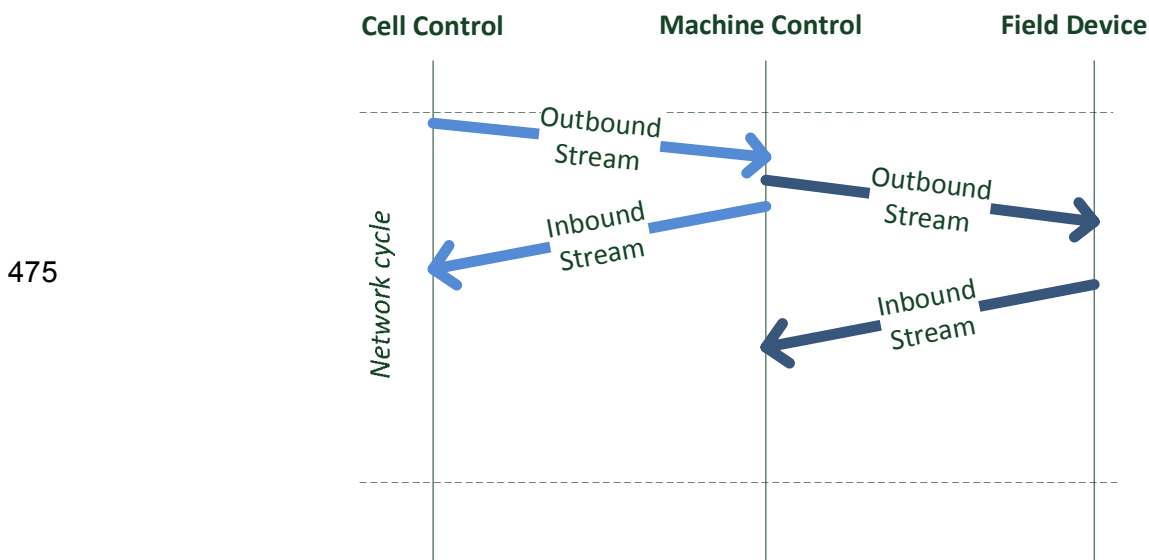 Cell Control
Machine Control
Field Device
Outbound
Stream
Outbound
Stream
Inbound
Stream
Network cycle
475
Inbound
Stream